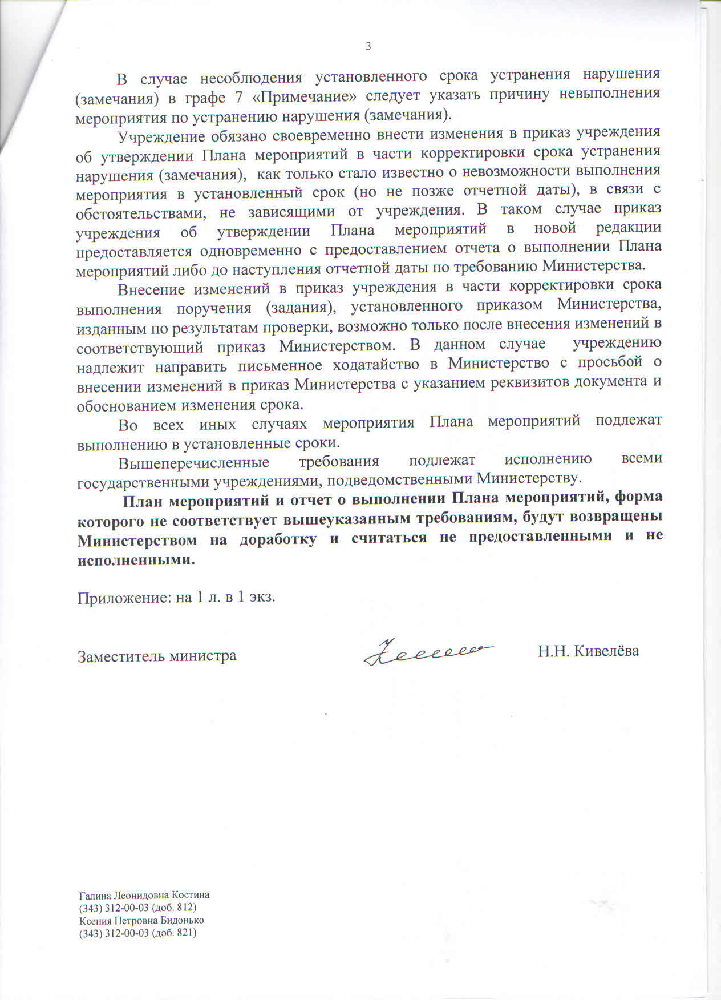 3
В случае несоблюдения установленного срока устранения нарушения
(замечания) в графе 7 «Примечание» следует указать причину невыполнения
мероприятия по устранению нарушения (замечания).
Учреждение обязано своевременно внести изменения в приказ учреждения
об утверждении Плана мероприятий в части корректировки срока устранения
нарушения (замечания), как только стало известно о невозможности выполнения
мероприятия в установленный срок (но не позже отчетной даты), в связи с
обстоятельствами, не зависящими от учреждения. В таком случае приказ
учреждения об утверждении Плана мероприятий в новой редакции
предоставляется одновременно с предоставлением отчета о выполнении Плана
мероприятий либо до наступления отчетной даты по требованию Министерства.
Внесение изменений в приказ учреждения в части корректировки срока
выполнения поручения (задания), установленного приказом Министерства,
изданным по результатам проверки, возможно только после внесения изменений в
соответствующий приказ Министерством. В данном случае учреждению
надлежит направить письменное ходатайство в Министерство с просьбой о
внесении изменений в приказ Министерства с указанием реквизитов документа и
обоснованием изменения срока.
Во всех иных случаях мероприятия Плана мероприятий подлежат
выполнению в установленные сроки.
Вышеперечисленные требования подлежат исполнению всеми
государственными учреждениями, подведомственными Министерству.
План мероприятий и отчет о выполнении Плана мероприятий, форма
которого не соответствует вышеуказанным требованиям, будут возвращены
Министерством на доработку и считаться не предоставленными и не
исполненными.
Приложение: на 1 л. в 1 экз.
Заместитель министра Н.Н. Кивелёва
Галина Леонидовна Костина
(343) 312-00-03 (доб. 812)
Ксения Петровна Бидонько
(343) 312-00-03 (доб. 821)